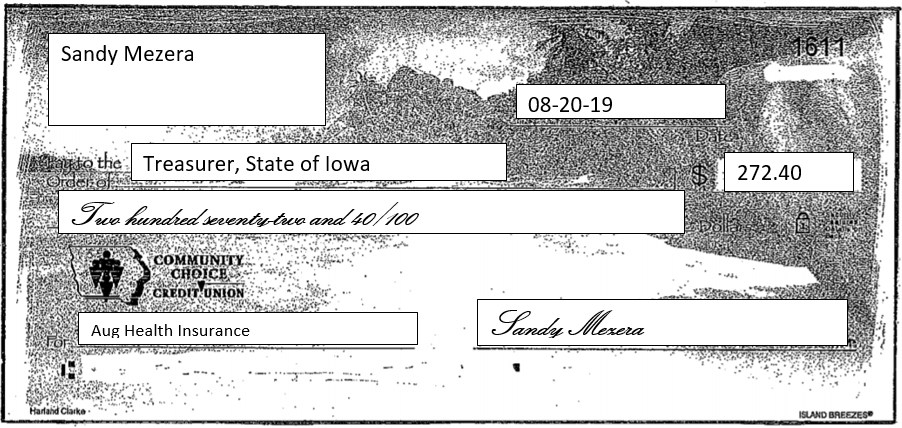 Sandy Mezera
1611
08-20-19
Date
Pay to the
Order of
Treasurer, State of Iowa
$ 272.40
Two hundred seventy-two and 40/100
Dollars
COMMUNITY
CHOICE
CREDIT UNION
For
Aug Health Insurance
Sandy Mezera
Harland Clarke
ISLAND BREEZES®